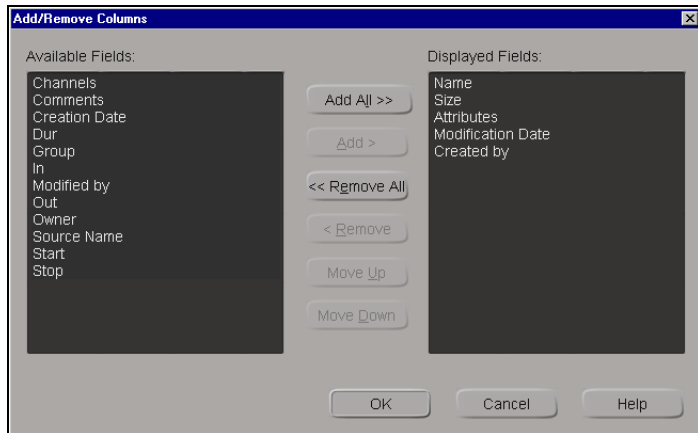 Add/Remove Columns
Available Fields:
Channels
Comments
Creation Date
Dur
Group
In
Modified by
Out
Owner
Source Name
Start
Stop
Add All >>
Add >
<< Remove All
< Remove
Move Up
Move Down
Displayed Fields:
Name
Size
Attributes
Modification Date
Created by
OK
Cancel
Help